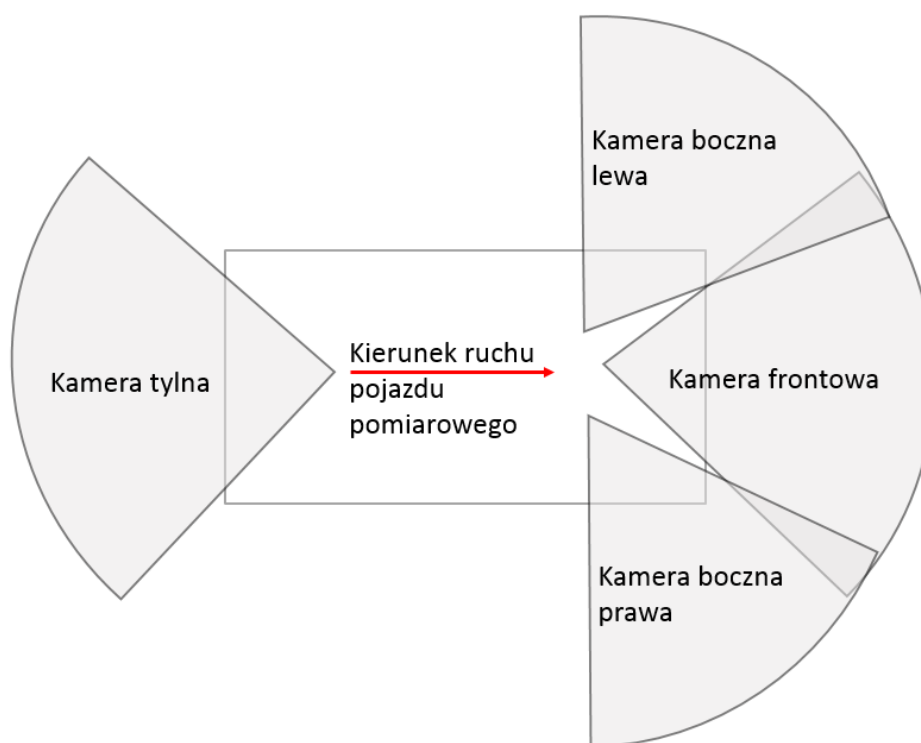 Kamera boczna
lewa
Kierunek ruchu
pojazdu
pomiarowego
Kamera tylna
Kamera frontowa
Kamera boczna
prawa